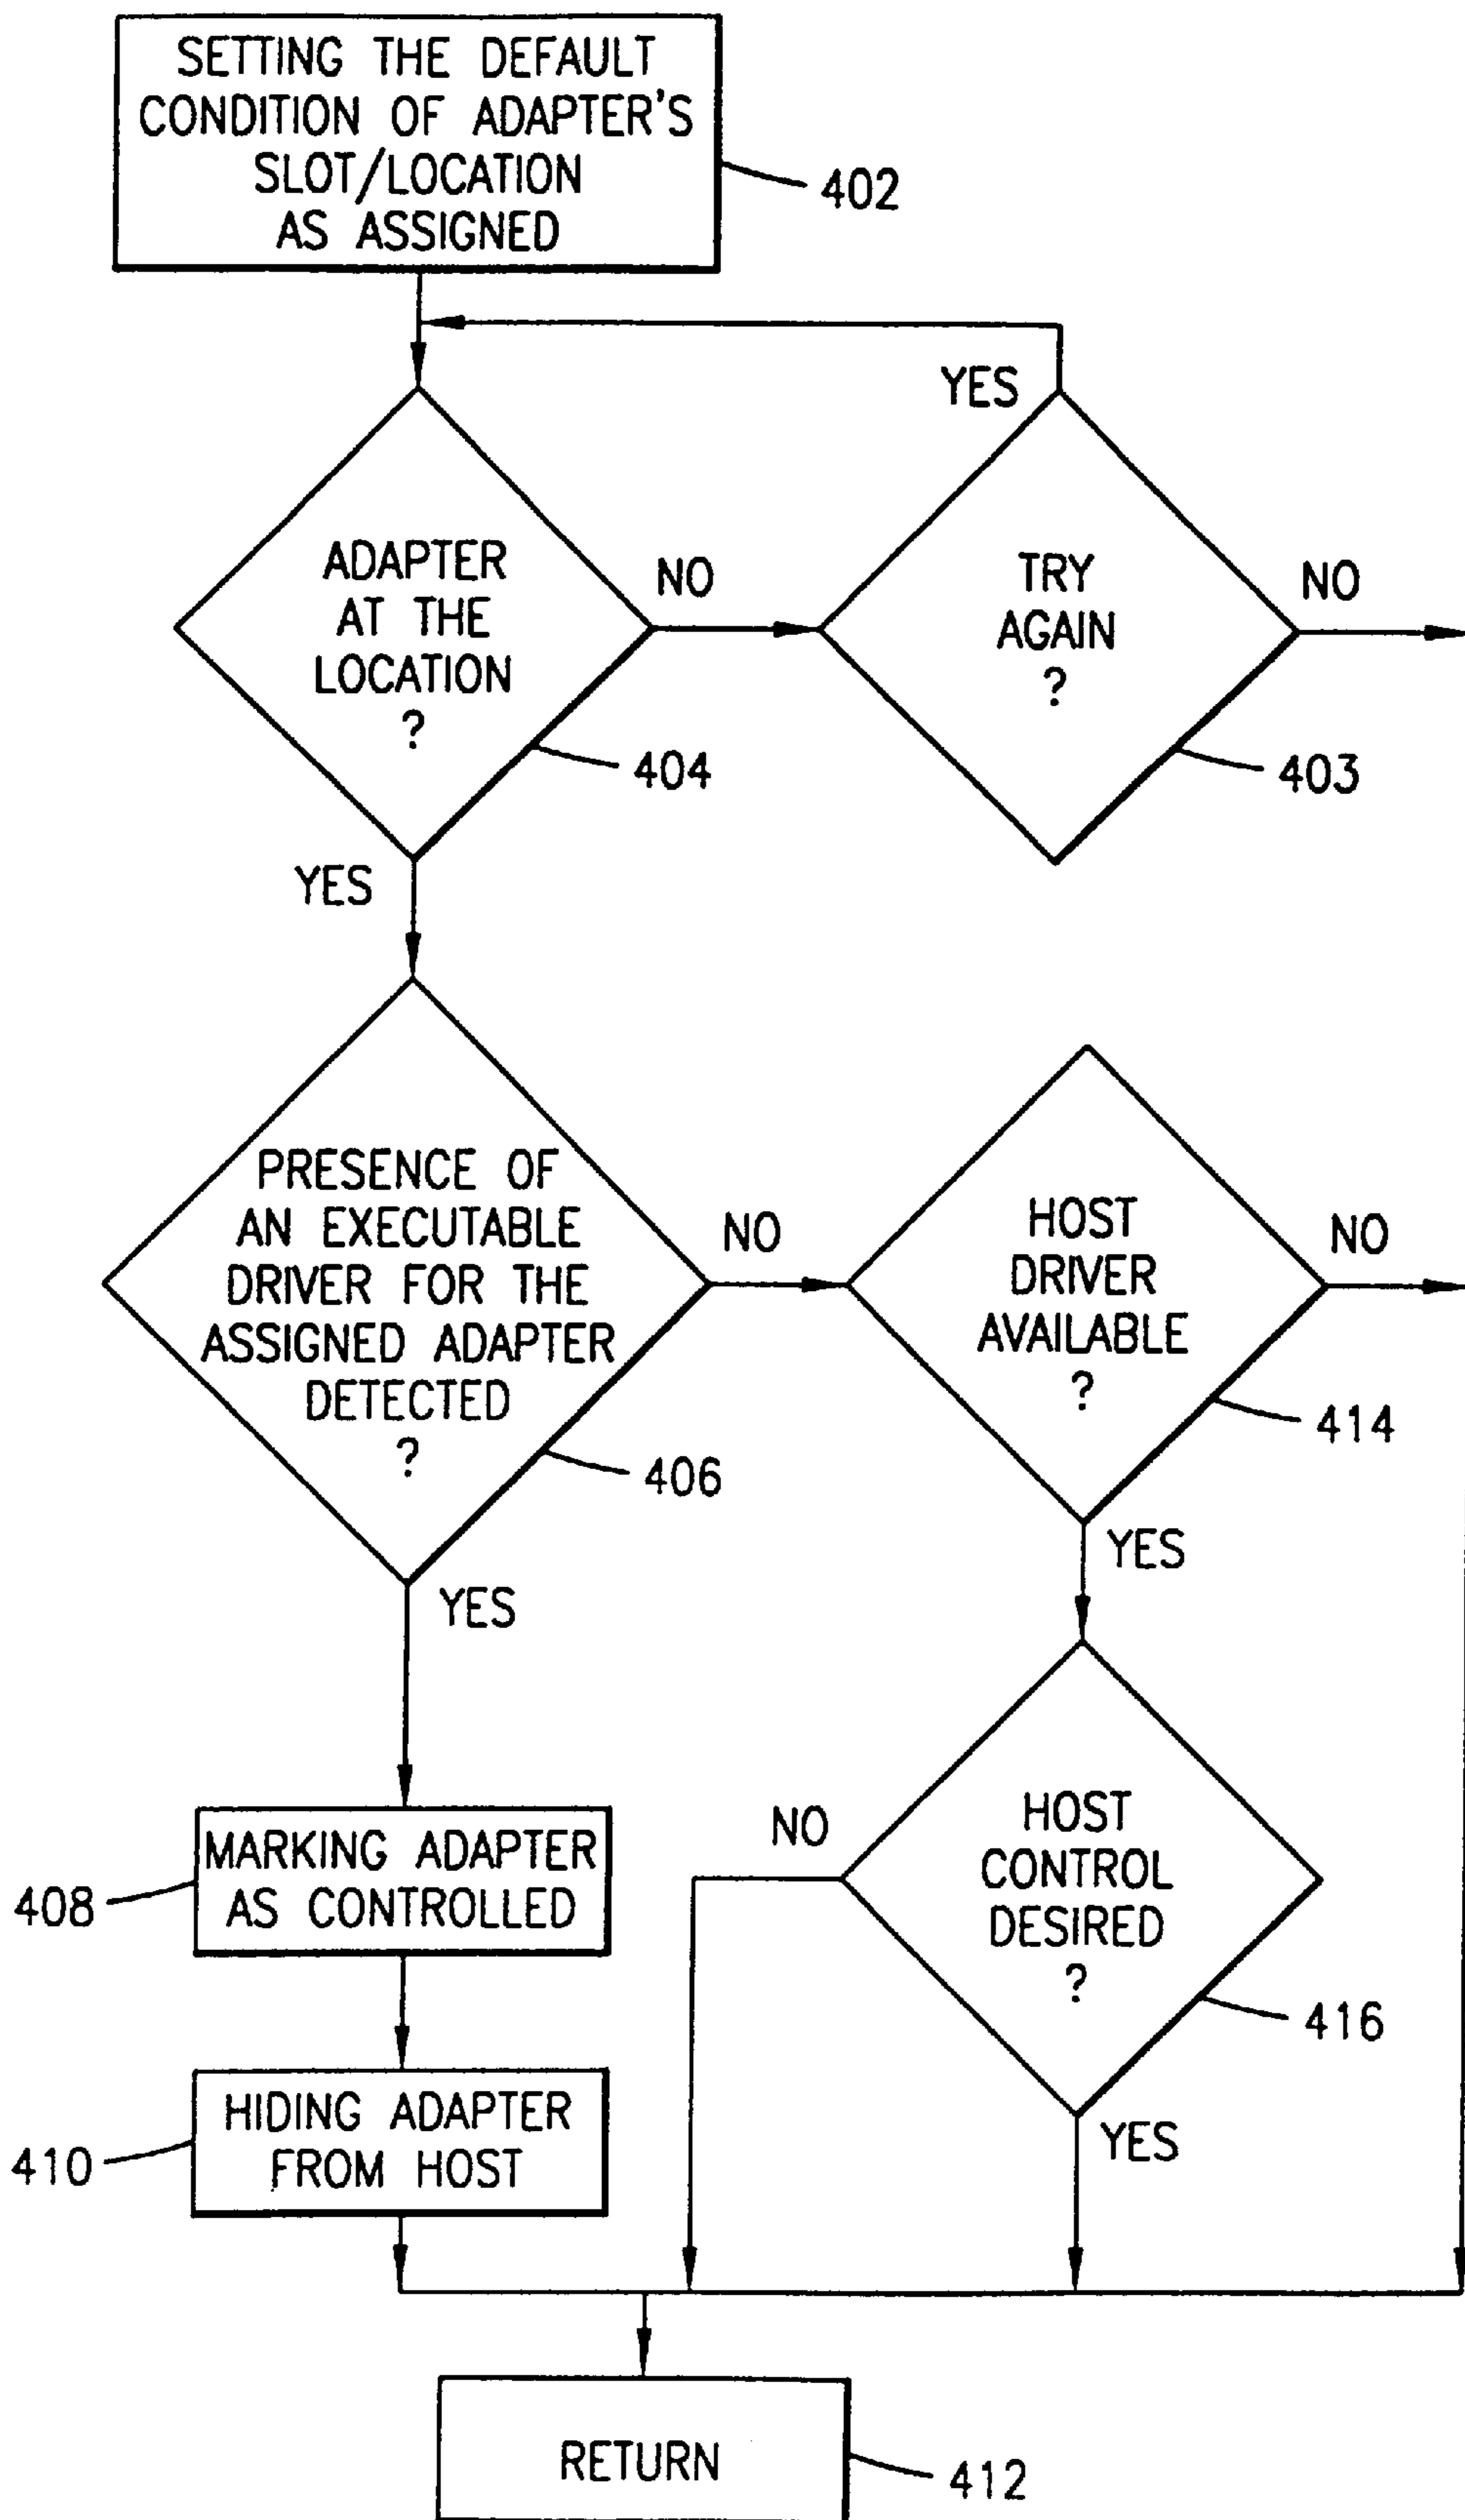 SETTING THE DEFAULT
CONDITION OF ADAPTER'S
SLOT/LOCATION
AS ASSIGNED
402
YES
ADAPTER
AT THE
LOCATION
?
NO
404
TRY
AGAIN
?
NO
403
YES
PRESENCE OF
AN EXECUTABLE
DRIVER FOR THE
ASSIGNED ADAPTER
DETECTED
?
NO
406
HOST
DRIVER
AVAILABLE
?
NO
414
YES
YES
MARKING ADAPTER
AS CONTROLLED
408
NO
HOST
CONTROL
DESIRED
?
416
HIDING ADAPTER
FROM HOST
410
YES
RETURN
412